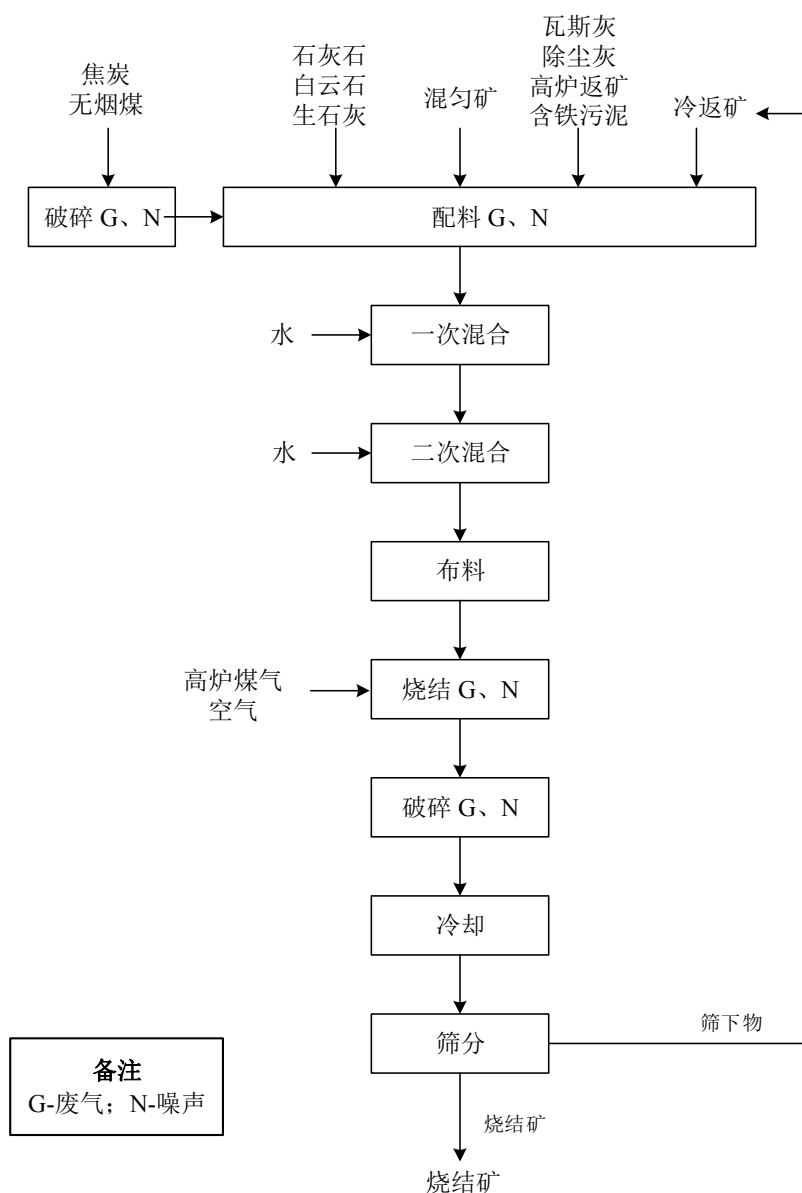 焦炭
无烟煤
石灰石
白云石
生石灰
混匀矿
瓦斯灰
除尘灰
高炉返矿
含铁污泥
冷返矿
破碎 G、N
配料 G、N
水
一次混合
水
二次混合
布料
高炉煤气
空气
烧结 G、N
破碎 G、N
冷却
筛分
筛下物
备注
G-废气；N-噪声
烧结矿
烧结矿